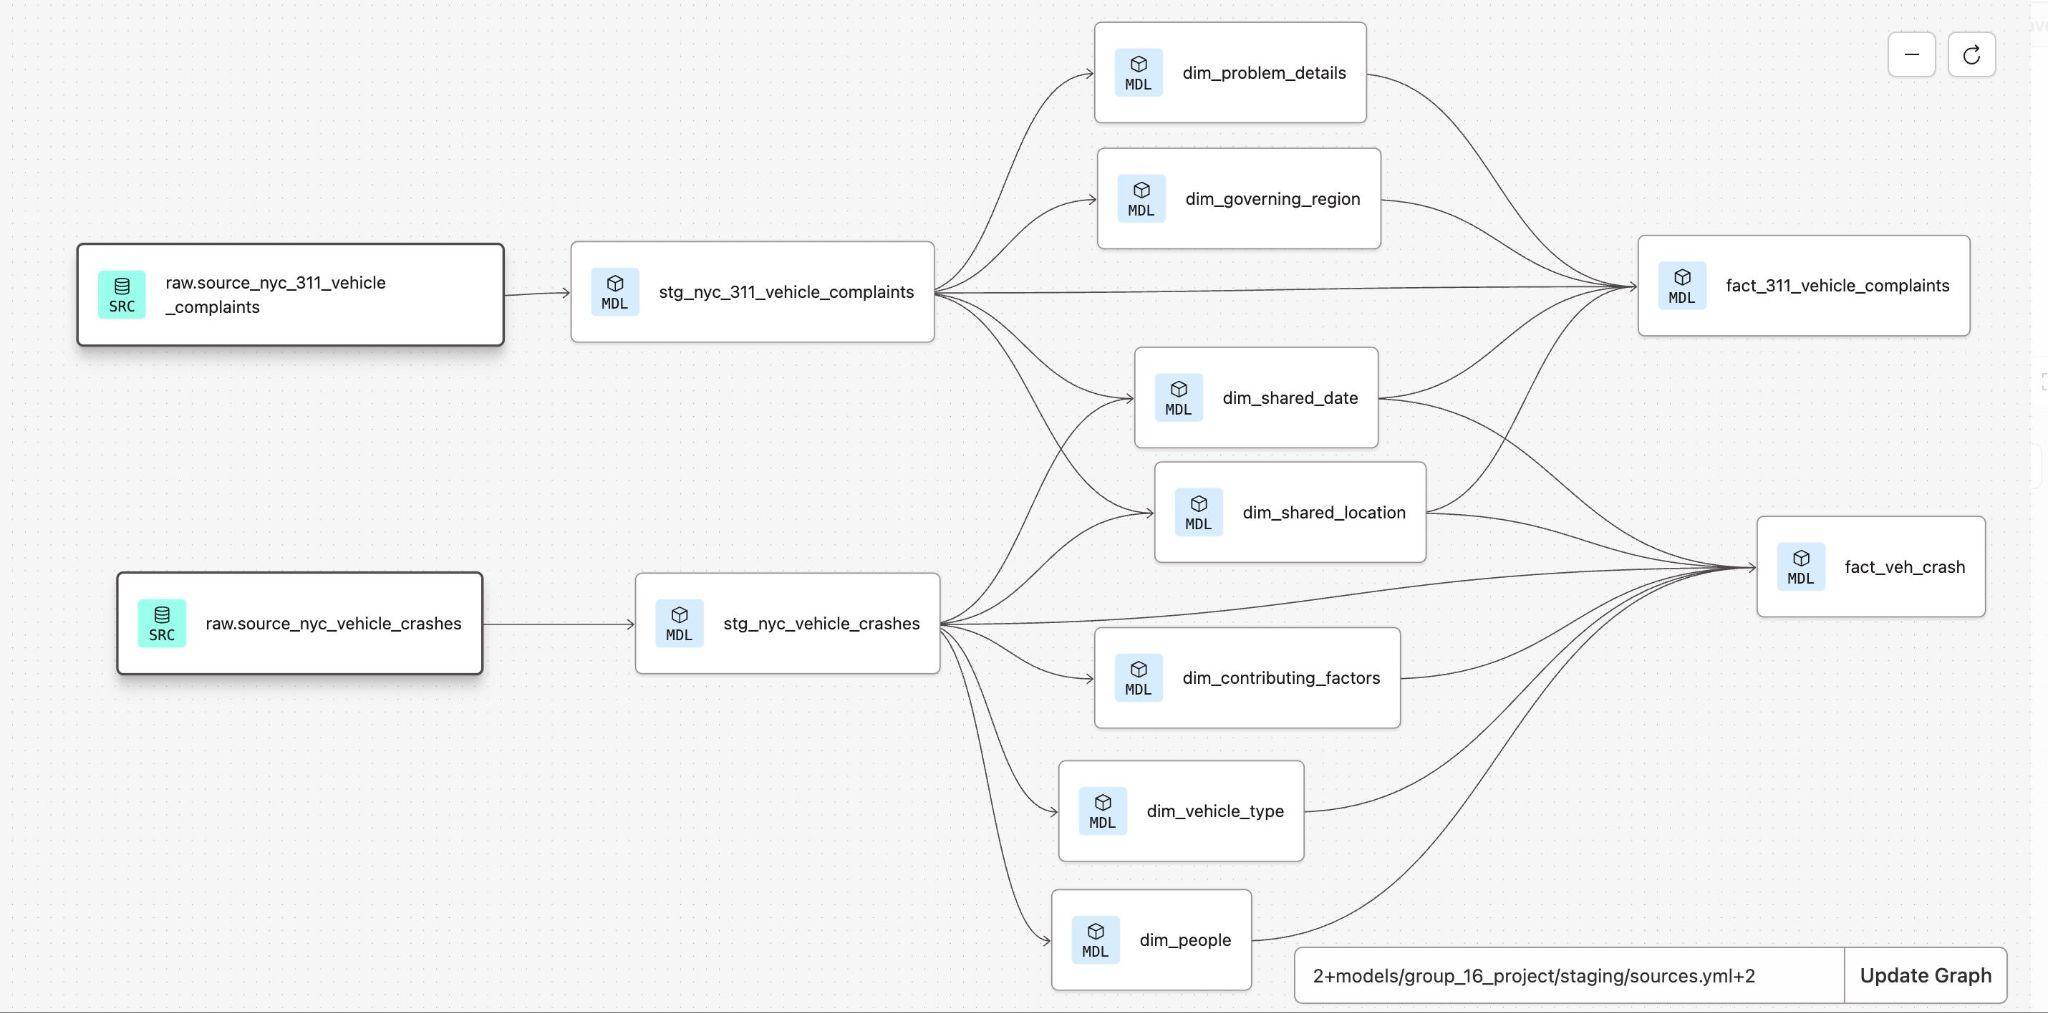 MDL
dim_problem_details
MDL
dim_governing_region
SRC
raw.source_nyc_311_vehicle
_complaints
MDL
stg_nyc_311_vehicle_complaints
MDL
fact_311_vehicle_complaints
MDL
dim_shared_date
MDL
dim_shared_location
SRC
raw.source_nyc_vehicle_crashes
MDL
stg_nyc_vehicle_crashes
MDL
fact_veh_crash
MDL
dim_contributing_factors
MDL
dim_vehicle_type
MDL
dim_people
2+models/group_16_project/staging/sources.yml+2
Update Graph